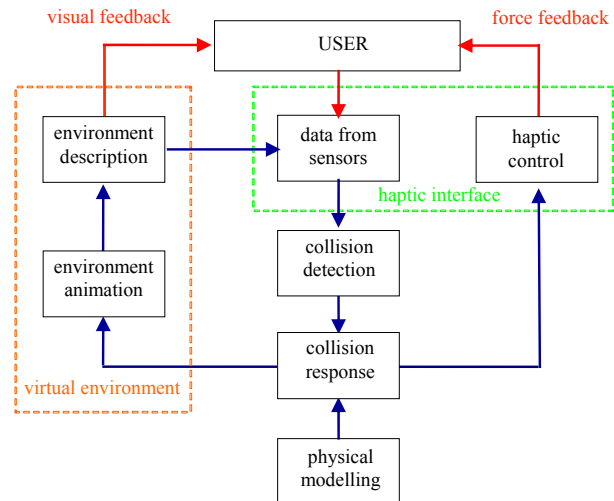 visual feedback
force feedback
USER
environment
description
data from
sensors
haptic
control
haptic interface
environment
animation
collision
detection
collision
response
virtual environment
physical
modelling